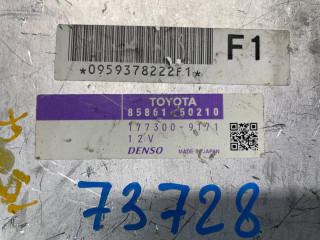 F1
*0959378222F1*
TOYOTA
85861-50210
177300-9171
12V
DENSO MADE IN JAPAN
73728